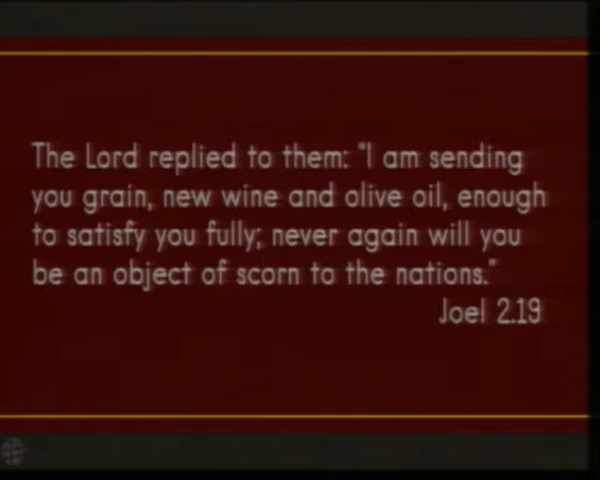 The Lord replied to them: "I am sending
you grain, new wine and olive oil, enough
to satisfy you fully; never again will you
be an object of scorn to the nations."
Joel 2.19